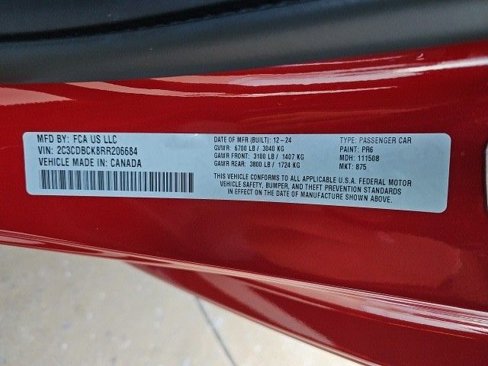 MFD BY: FCA US LLC
VIN: 2C3CDBCK8RR206684
VEHICLE MADE IN: CANADA
DATE OF MFR (BUILT): 12-24
GVWR: 6700 LB / 3040 KG
GAWR FRONT: 3100 LB / 1407 KG
GAWR REAR: 3800 LB / 1724 KG
TYPE: PASSENGER CAR
PAINT: PR6
MDH: 111508
MKT: 875
THIS VEHICLE CONFORMS TO ALL APPLICABLE U.S.A. FEDERAL MOTOR
VEHICLE SAFETY, BUMPER, AND THEFT PREVENTION STANDARDS
IN EFFECT ON THE DATE OF MANUFACTURE SHOWN ABOVE.